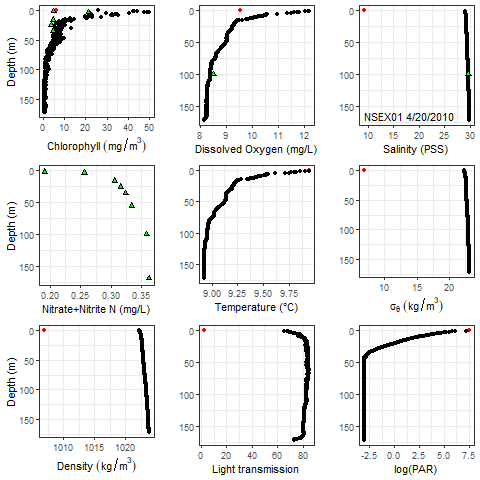 Depth (m)
0
50
100
150
0 10 20 30 40 50
Chlorophyll (mg/m³)
0
50
100
150
8 9 10 11 12
Dissolved Oxygen (mg/L)
0
50
100
150
NSEX01 4/20/2010
10 15 20 25 30
Salinity (PSS)
Depth (m)
0
50
100
150
0.20 0.25 0.30 0.35
Nitrate+Nitrite N (mg/L)
0
50
100
150
9.00 9.25 9.50 9.75
Temperature (°C)
0
50
100
150
10 15 20
σθ (kg/m³)
Depth (m)
0
50
100
150
1010 1020
Density (kg/m³)
0
50
100
150
0 20 40 60 80
Light transmission
0
50
100
150
-2.5 0.0 2.5 5.0 7.5
log(PAR)